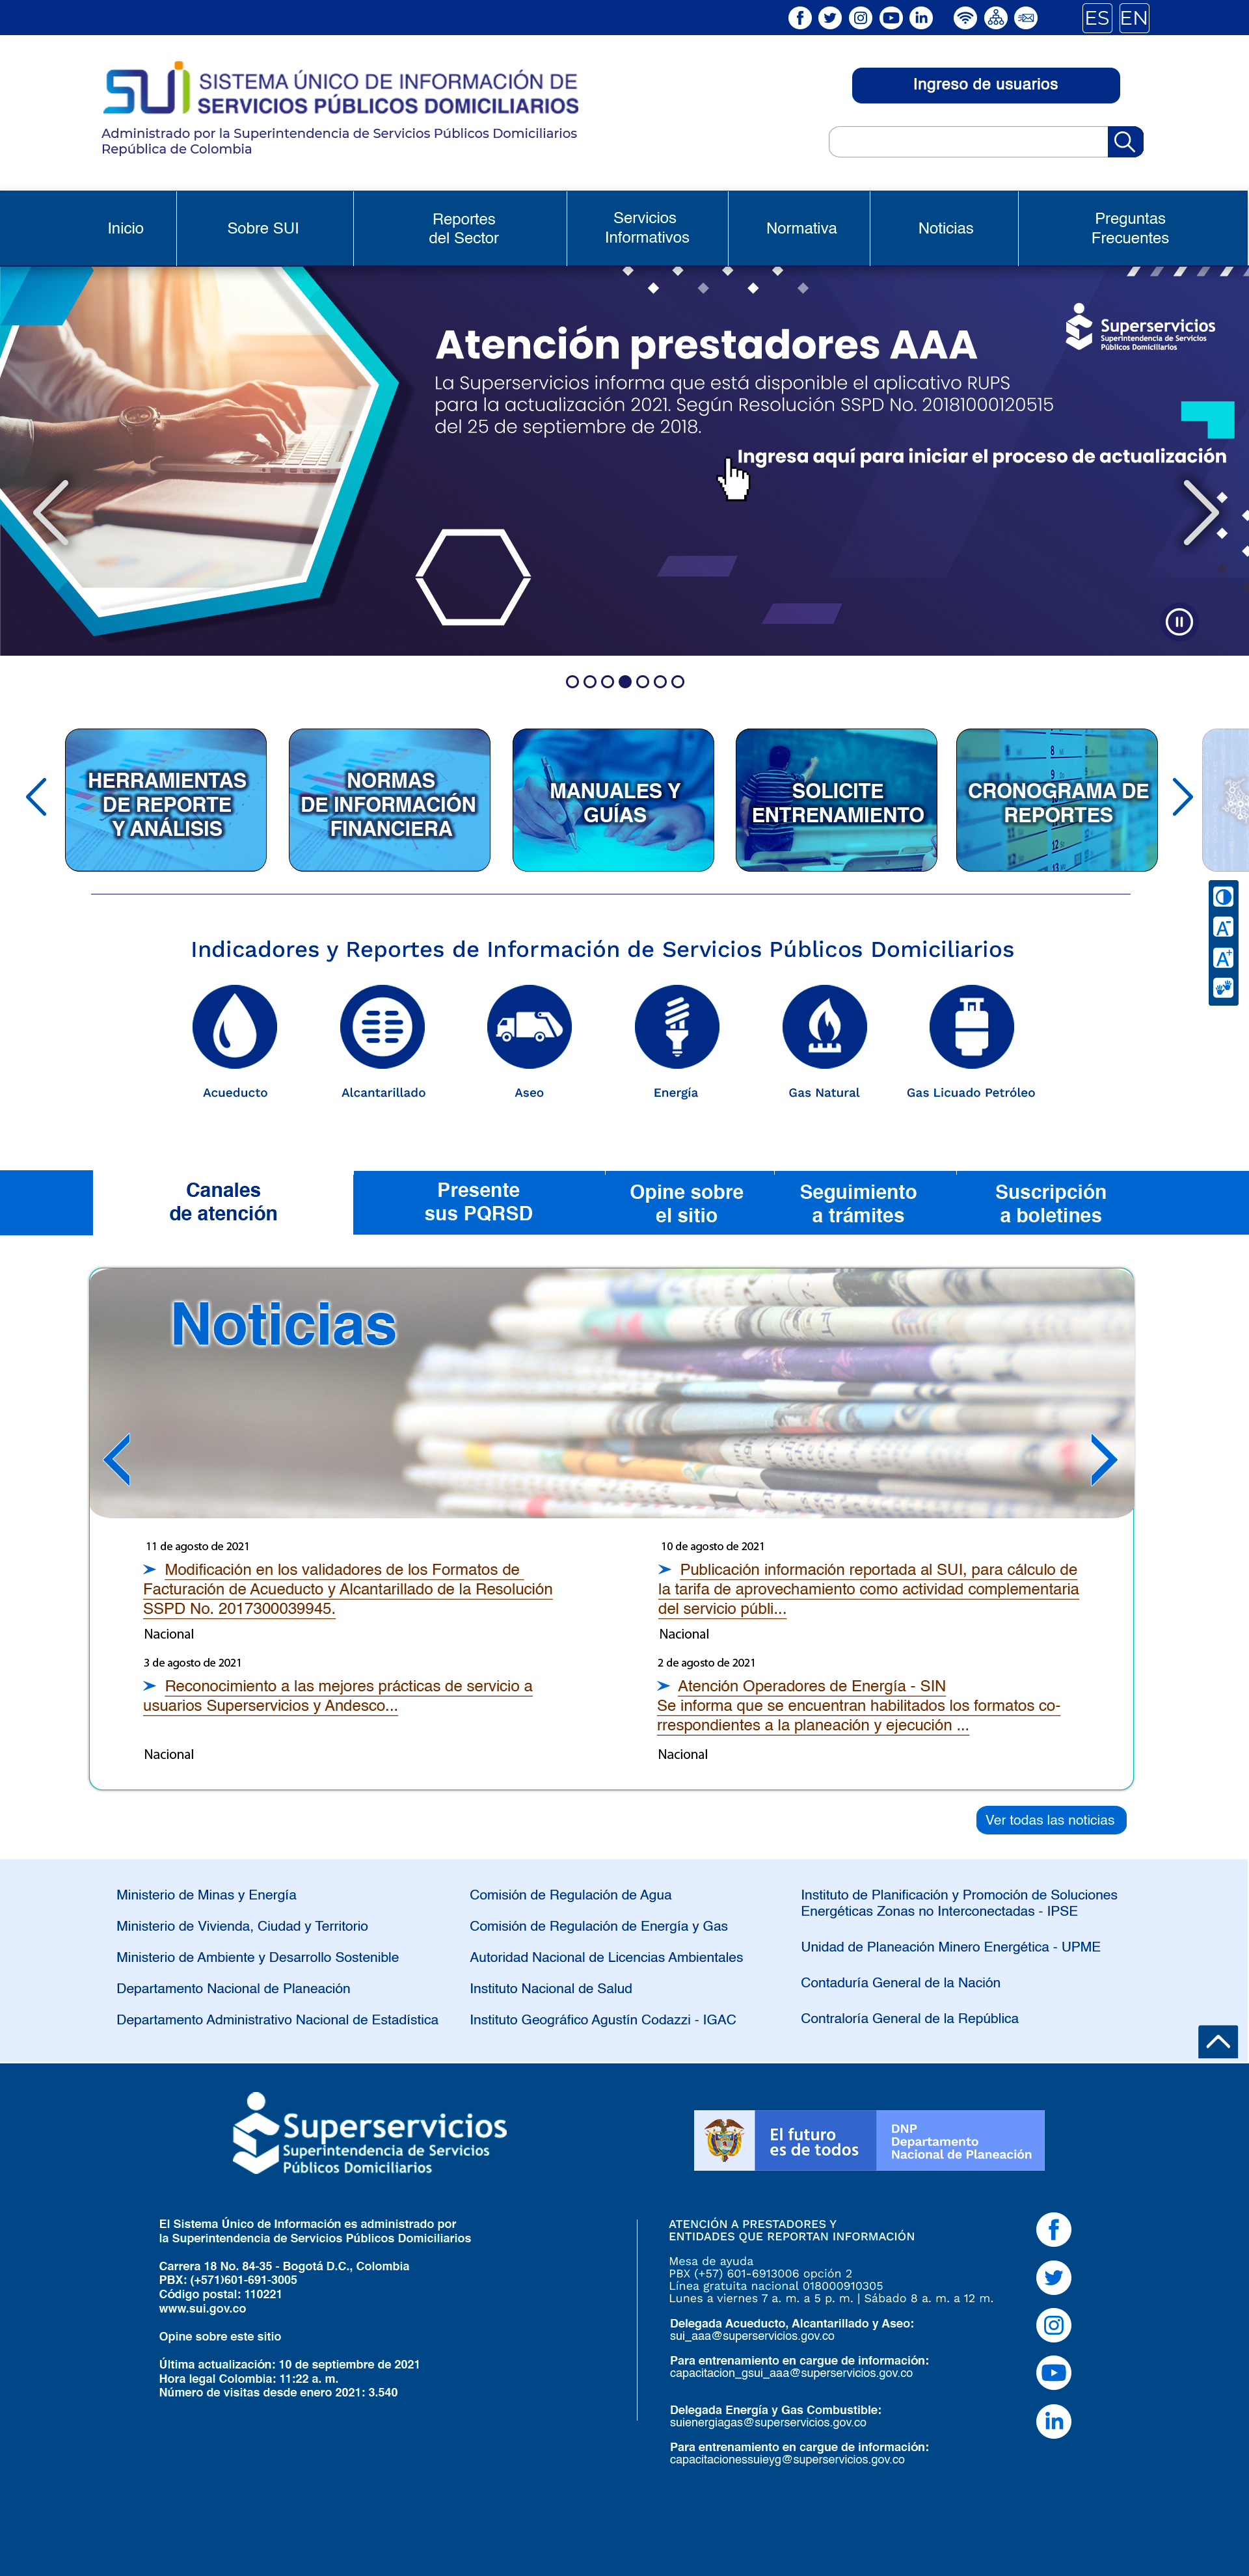 ES EN
SUI SISTEMA ÚNICO DE INFORMACIÓN DE
SERVICIOS PÚBLICOS DOMICILIARIOS
Administrado por la Superintendencia de Servicios Públicos Domiciliarios
República de Colombia
Ingreso de usuarios
Inicio
Sobre SUI
Reportes
del Sector
Servicios
Informativos
Normativa
Noticias
Preguntas
Frecuentes
Atención prestadores AAA
La Superservicios informa que está disponible el aplicativo RUPS
para la actualización 2021. Según Resolución SSPD No. 20181000120515
del 25 de septiembre de 2018.
Ingresa aquí para iniciar el proceso de actualización
Superservicios
Superintendencia de Servicios
Públicos Domiciliarios
HERRAMIENTAS
DE REPORTE
Y ANÁLISIS
NORMAS
DE INFORMACIÓN
FINANCIERA
MANUALES Y
GUÍAS
SOLICITE
ENTRENAMIENTO
CRONOGRAMA DE
REPORTES
A-
A+
Indicadores y Reportes de Información de Servicios Públicos Domiciliarios
Acueducto
Alcantarillado
Aseo
Energía
Gas Natural
Gas Licuado Petróleo
Canales
de atención
Presente
sus PQRSD
Opine sobre
el sitio
Seguimiento
a trámites
Suscripción
a boletines
Noticias
11 de agosto de 2021
Modificación en los validadores de los Formatos de
Facturación de Acueducto y Alcantarillado de la Resolución
SSPD No. 2017300039945.
Nacional
10 de agosto de 2021
Publicación información reportada al SUI, para cálculo de
la tarifa de aprovechamiento como actividad complementaria
del servicio públi...
Nacional
3 de agosto de 2021
Reconocimiento a las mejores prácticas de servicio a
usuarios Superservicios y Andesco...
Nacional
2 de agosto de 2021
Atención Operadores de Energía - SIN
Se informa que se encuentran habilitados los formatos co-
rrespondientes a la planeación y ejecución ...
Nacional
Ver todas las noticias
Ministerio de Minas y Energía
Ministerio de Vivienda, Ciudad y Territorio
Ministerio de Ambiente y Desarrollo Sostenible
Departamento Nacional de Planeación
Departamento Administrativo Nacional de Estadística
Comisión de Regulación de Agua
Comisión de Regulación de Energía y Gas
Autoridad Nacional de Licencias Ambientales
Instituto Nacional de Salud
Instituto Geográfico Agustín Codazzi - IGAC
Instituto de Planificación y Promoción de Soluciones
Energéticas Zonas no Interconectadas - IPSE
Unidad de Planeación Minero Energética - UPME
Contaduría General de la Nación
Contraloría General de la República
Superservicios
Superintendencia de Servicios
Públicos Domiciliarios
El futuro
es de todos
DNP
Departamento
Nacional de Planeación
El Sistema Único de Información es administrado por
la Superintendencia de Servicios Públicos Domiciliarios
Carrera 18 No. 84-35 - Bogotá D.C., Colombia
PBX: (+571)601-691-3005
Código postal: 110221
www.sui.gov.co
Opine sobre este sitio
Última actualización: 10 de septiembre de 2021
Hora legal Colombia: 11:22 a. m.
Número de visitas desde enero 2021: 3.540
ATENCIÓN A PRESTADORES Y
ENTIDADES QUE REPORTAN INFORMACIÓN
Mesa de ayuda
PBX (+57) 601-6913006 opción 2
Línea gratuita nacional 018000910305
Lunes a viernes 7 a. m. a 5 p. m. | Sábado 8 a. m. a 12 m.
Delegada Acueducto, Alcantarillado y Aseo:
sui_aaa@superservicios.gov.co
Para entrenamiento en cargue de información:
capacitacion_gsui_aaa@superservicios.gov.co
Delegada Energía y Gas Combustible:
suienergiagas@superservicios.gov.co
Para entrenamiento en cargue de información:
capacitacionessuieyg@superservicios.gov.co